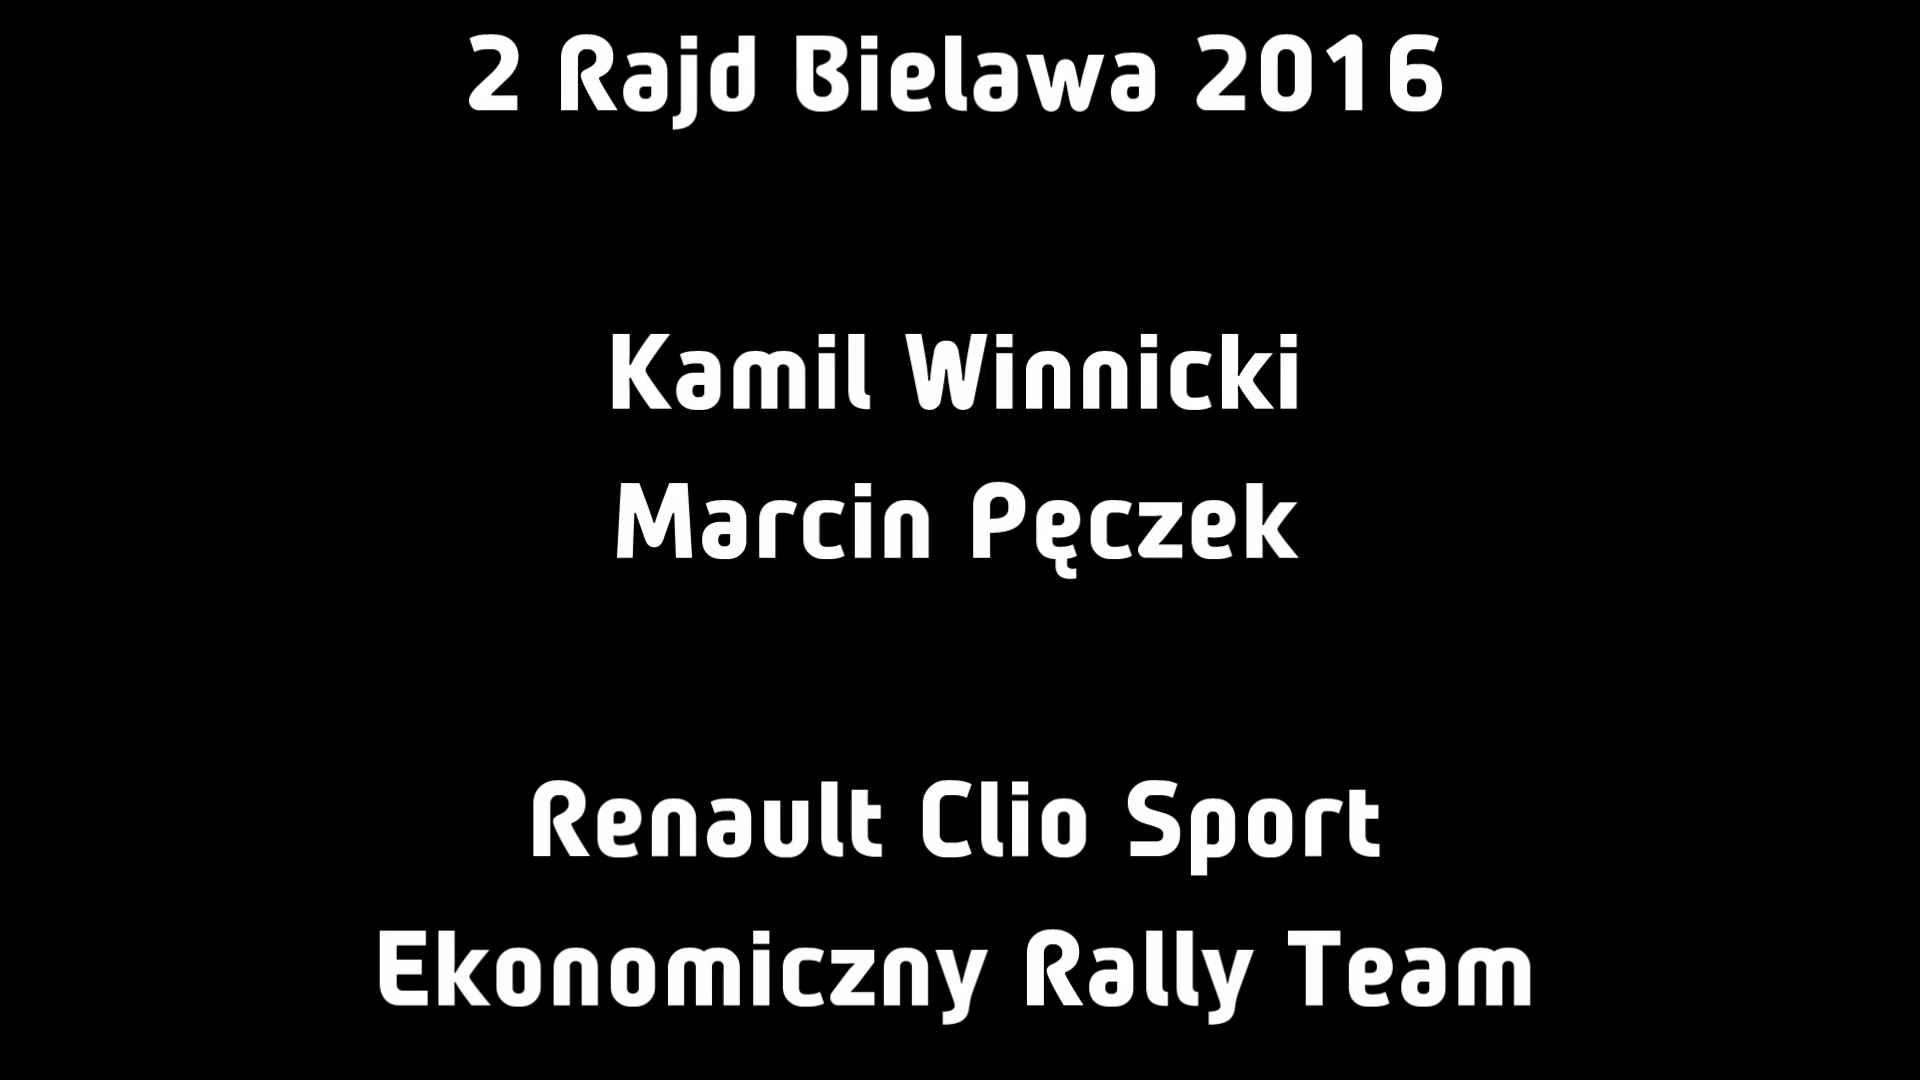 2 Rajd Bielawa 2016
Kamil Winnicki
Marcin Pęczek
Renault Clio Sport
Ekonomiczny Rally Team